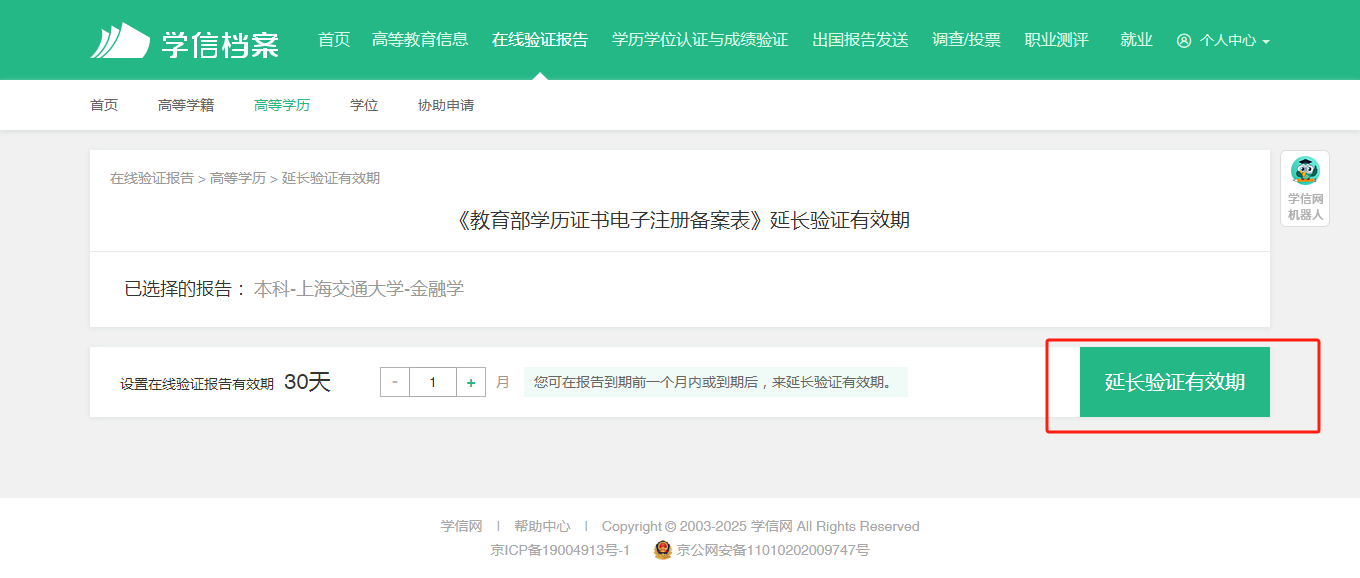 学信档案 首页 高等教育信息 在线验证报告 学历学位认证与成绩验证 出国报告发送 调查/投票 职业测评 就业 个人中心
首页 高等学籍 高等学历 学位 协助申请
在线验证报告 > 高等学历 > 延长验证有效期
《教育部学历证书电子注册备案表》延长验证有效期
已选择的报告： 本科-上海交通大学-金融学
设置在线验证报告有效期 30天 - 1 + 月 您可在报告到期前一个月内或到期后，来延长验证有效期。 延长验证有效期
学信网
机器人
学信网 | 帮助中心 | Copyright © 2003-2025 学信网 All Rights Reserved
京ICP备19004913号-1 京公网安备11010202009747号